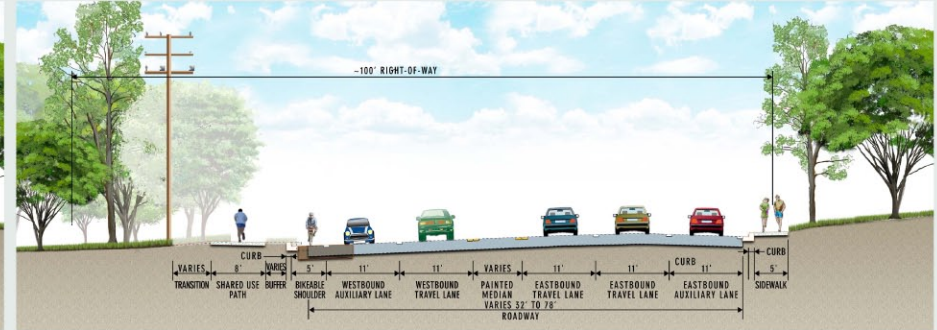 ~100' RIGHT-OF-WAY
CURB
CURB
CURB
VARIES
8'
VARIES
5'
11'
11'
VARIES
11'
11'
11'
5'
TRANSITION
SHARED USE
PATH
BUFFER
BIKEABLE
SHOULDER
WESTBOUND
AUXILIARY LANE
WESTBOUND
TRAVEL LANE
PAINTED
MEDIAN
EASTBOUND
TRAVEL LANE
EASTBOUND
TRAVEL LANE
EASTBOUND
AUXILIARY LANE
SIDEWALK
VARIES 32' TO 78'
ROADWAY